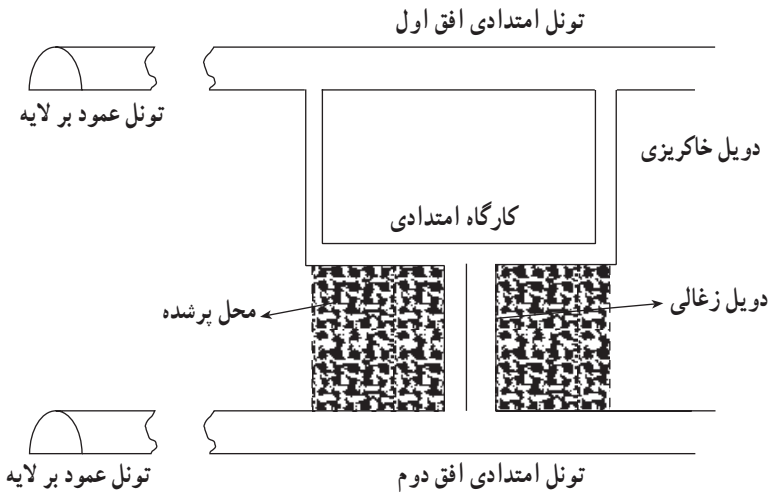 تونل امتدادی افق اول
تونل عمود بر لایه
دویل خاکریزی
کارگاه امتدادی
دویل زغالی
محل پرشده
تونل امتدادی افق دوم
تونل عمود بر لایه